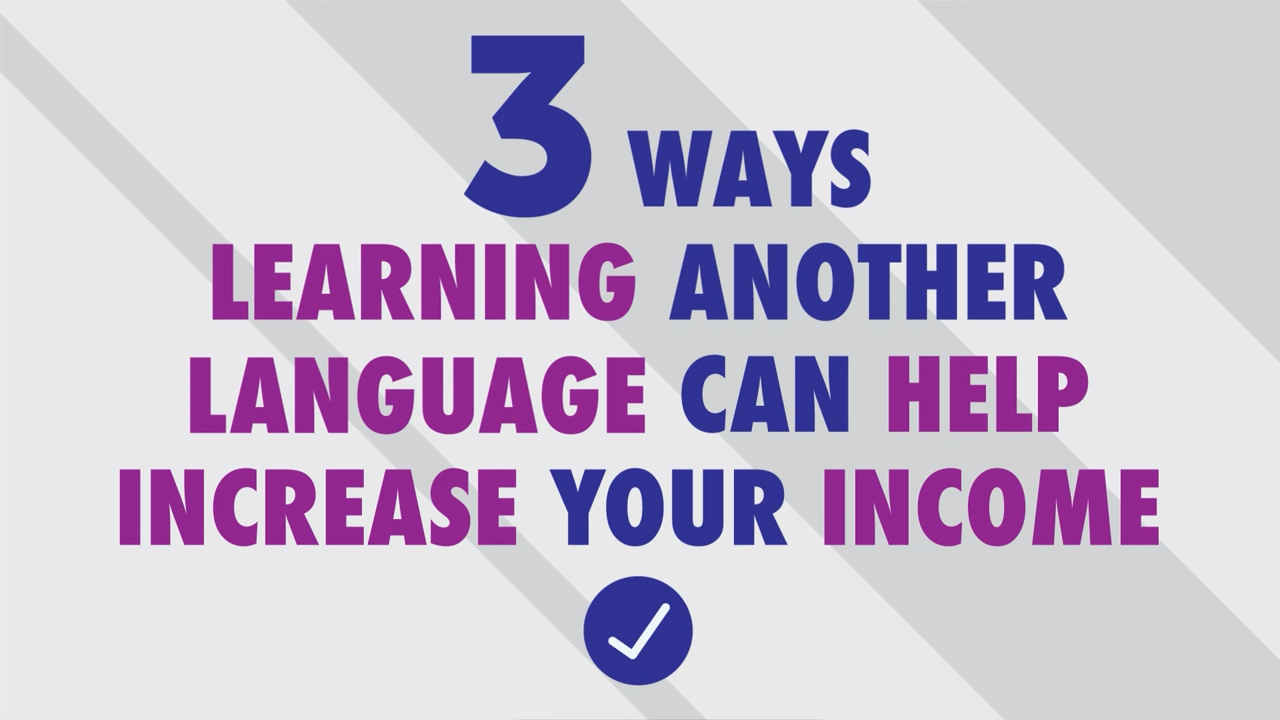 3 WAYS
LEARNING ANOTHER
LANGUAGE CAN HELP
INCREASE YOUR INCOME